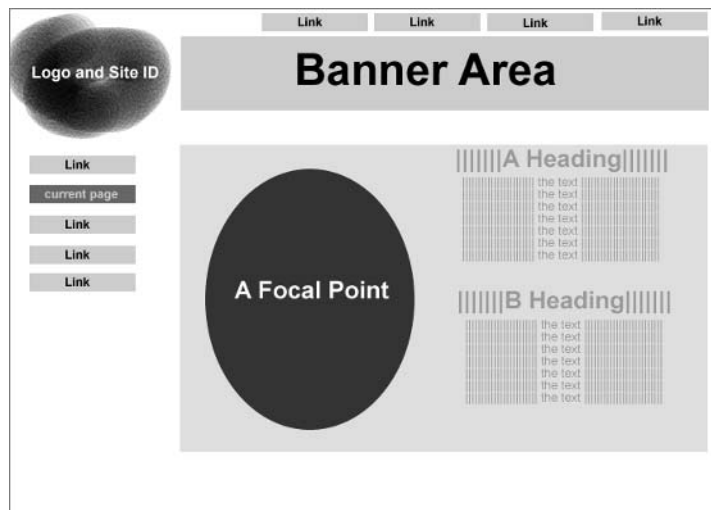 Link
Link
Link
Link
Logo and Site ID
Banner Area
Link
current page
Link
Link
Link
A Focal Point
|||||||A Heading|||||||
the text
the text
the text
the text
the text
the text
the text
|||||||B Heading|||||||
the text
the text
the text
the text
the text
the text
the text